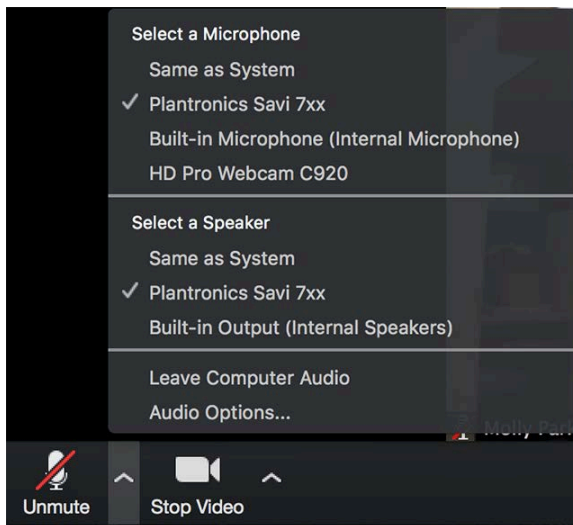 Select a Microphone
Same as System
Plantronics Savi 7xx
Built-in Microphone (Internal Microphone)
HD Pro Webcam C920
Select a Speaker
Same as System
Plantronics Savi 7xx
Built-in Output (Internal Speakers)
Leave Computer Audio
Audio Options...
Molly Park
Unmute
Stop Video